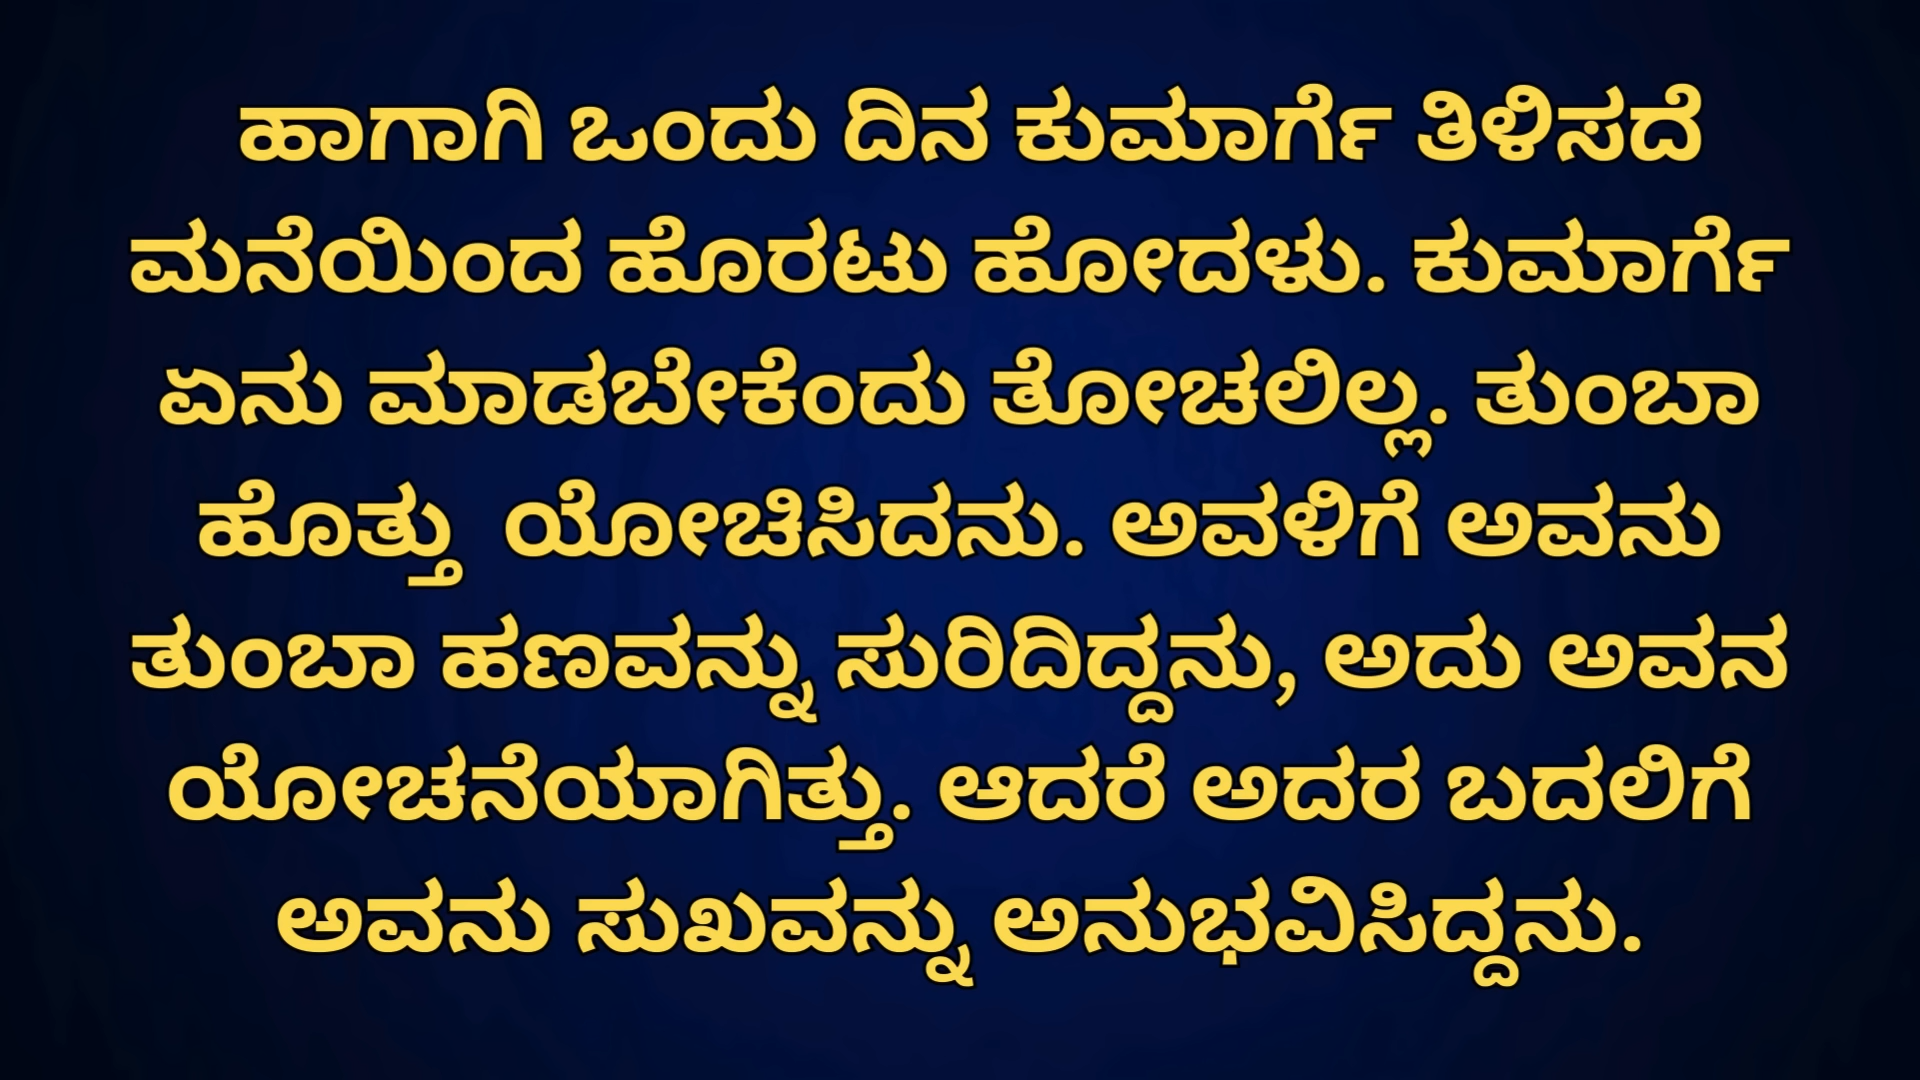 ಹಾಗಾಗಿ ಒಂದು ದಿನ ಕುಮಾರ್ಗೆ ತಿಳಿಸದೆ
ಮನೆಯಿಂದ ಹೊರಟು ಹೋದಳು. ಕುಮಾರ್ಗೆ
ಏನು ಮಾಡಬೇಕೆಂದು ತೋಚಲಿಲ್ಲ. ತುಂಬಾ
ಹೊತ್ತು ಯೋಚಿಸಿದನು. ಅವಳಿಗೆ ಅವನು
ತುಂಬಾ ಹಣವನ್ನು ಸುರಿದಿದ್ದನು, ಅದು ಅವನ
ಯೋಚನೆಯಾಗಿತ್ತು. ಆದರೆ ಅದರ ಬದಲಿಗೆ
ಅವನು ಸುಖವನ್ನು ಅನುಭವಿಸಿದ್ದನು.